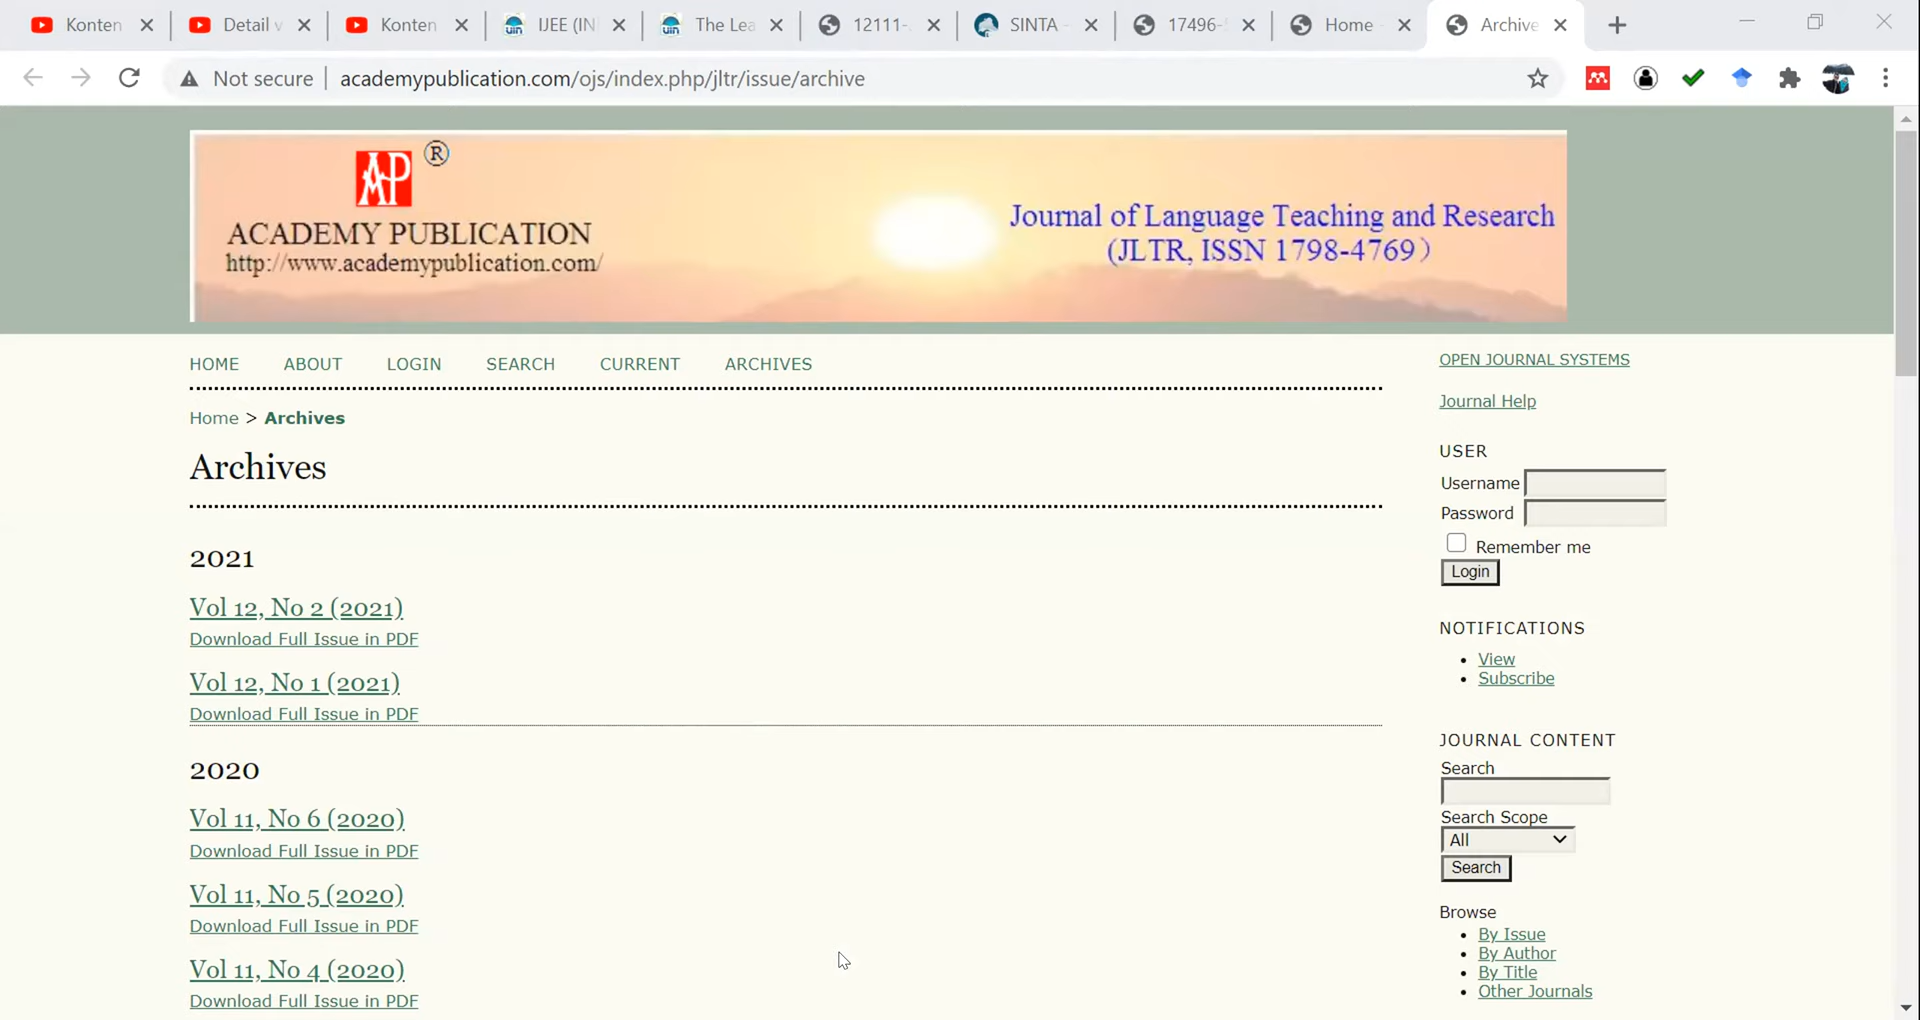 Konten
Detail v
Konten
IJEE (IN
The Lea
12111-
SINTA -
17496-
Home -
Archive
Not secure
academypublication.com/ojs/index.php/jltr/issue/archive
AP ®
ACADEMY PUBLICATION
http://www.academypublication.com/
Journal of Language Teaching and Research
(JLTR, ISSN 1798-4769)
HOME ABOUT LOGIN SEARCH CURRENT ARCHIVES
Home > Archives
Archives
2021
Vol 12, No 2 (2021)
Download Full Issue in PDF
Vol 12, No 1 (2021)
Download Full Issue in PDF
2020
Vol 11, No 6 (2020)
Download Full Issue in PDF
Vol 11, No 5 (2020)
Download Full Issue in PDF
Vol 11, No 4 (2020)
Download Full Issue in PDF
OPEN JOURNAL SYSTEMS
Journal Help
USER
Username
Password
Remember me
Login
NOTIFICATIONS
View
Subscribe
JOURNAL CONTENT
Search
Search Scope
All
Search
Browse
By Issue
By Author
By Title
Other Journals